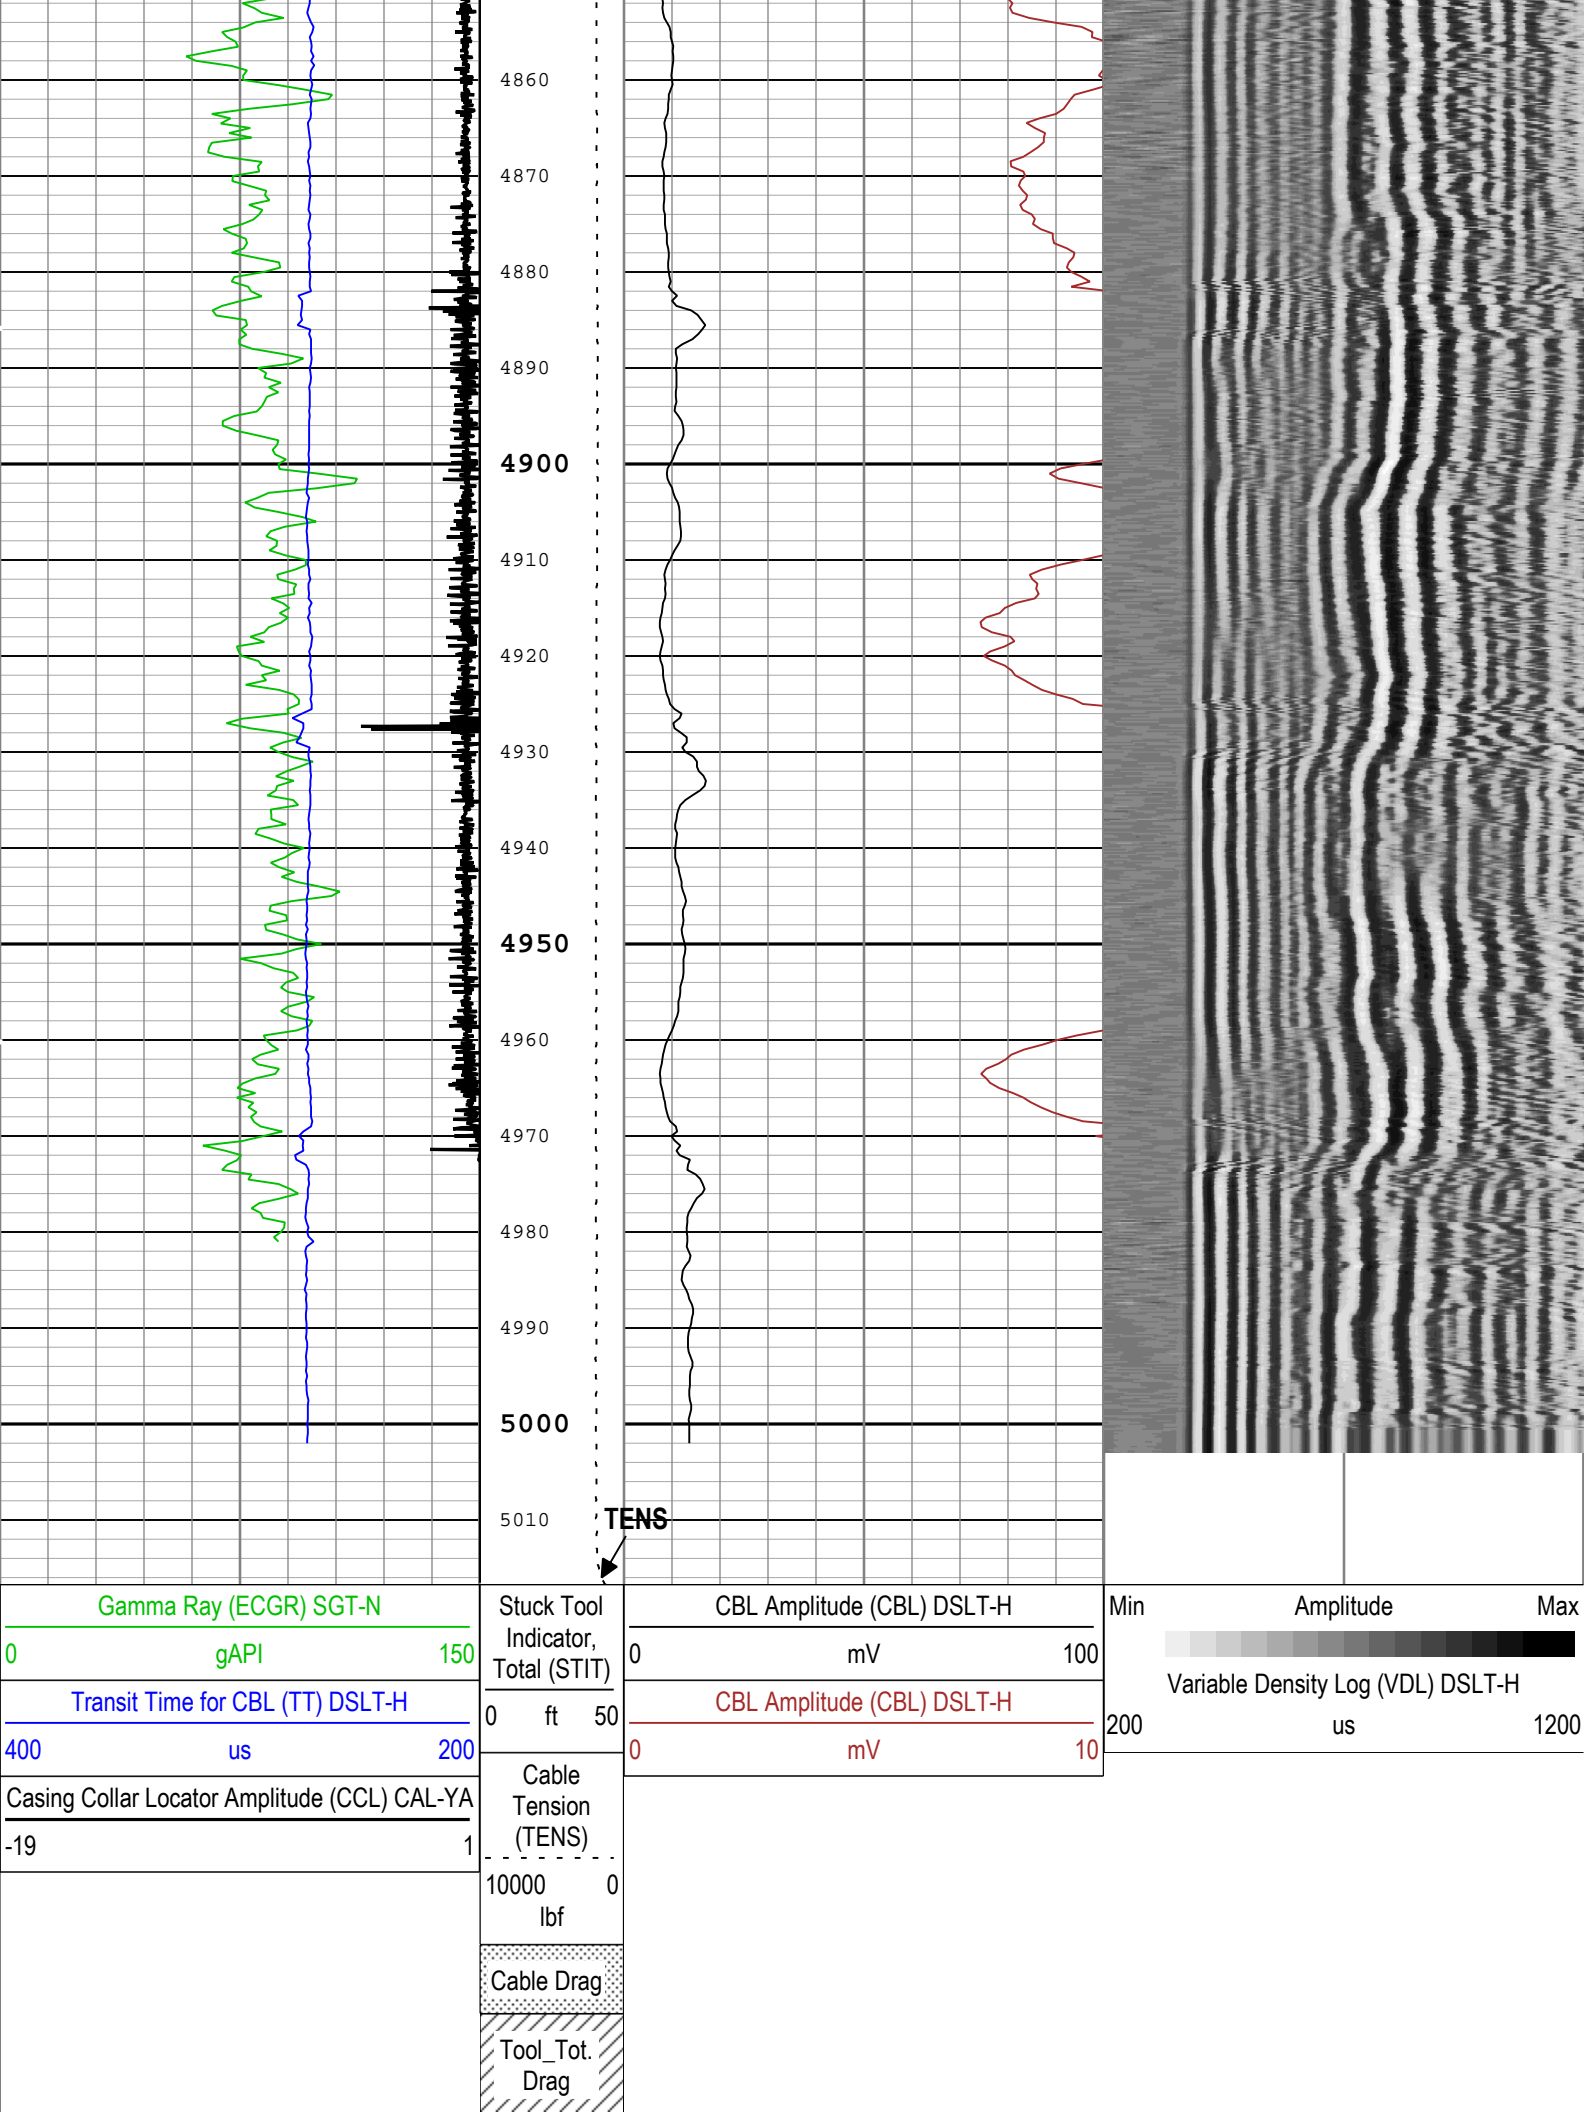 4860
4870
4880
4890
4900
4910
4920
4930
4940
4950
4960
4970
4980
4990
5000
5010
TENS
Gamma Ray (ECGR) SGT-N
0 gAPI 150
Transit Time for CBL (TT) DSLT-H
400 us 200
Casing Collar Locator Amplitude (CCL) CAL-YA
-19 1
Stuck Tool
Indicator,
Total (STIT)
0 ft 50
Cable
Tension
(TENS)
10000 0
lbf
Cable Drag
Tool_Tot.
Drag
CBL Amplitude (CBL) DSLT-H
0 mV 100
CBL Amplitude (CBL) DSLT-H
0 mV 10
Min Amplitude Max
Variable Density Log (VDL) DSLT-H
200 us 1200